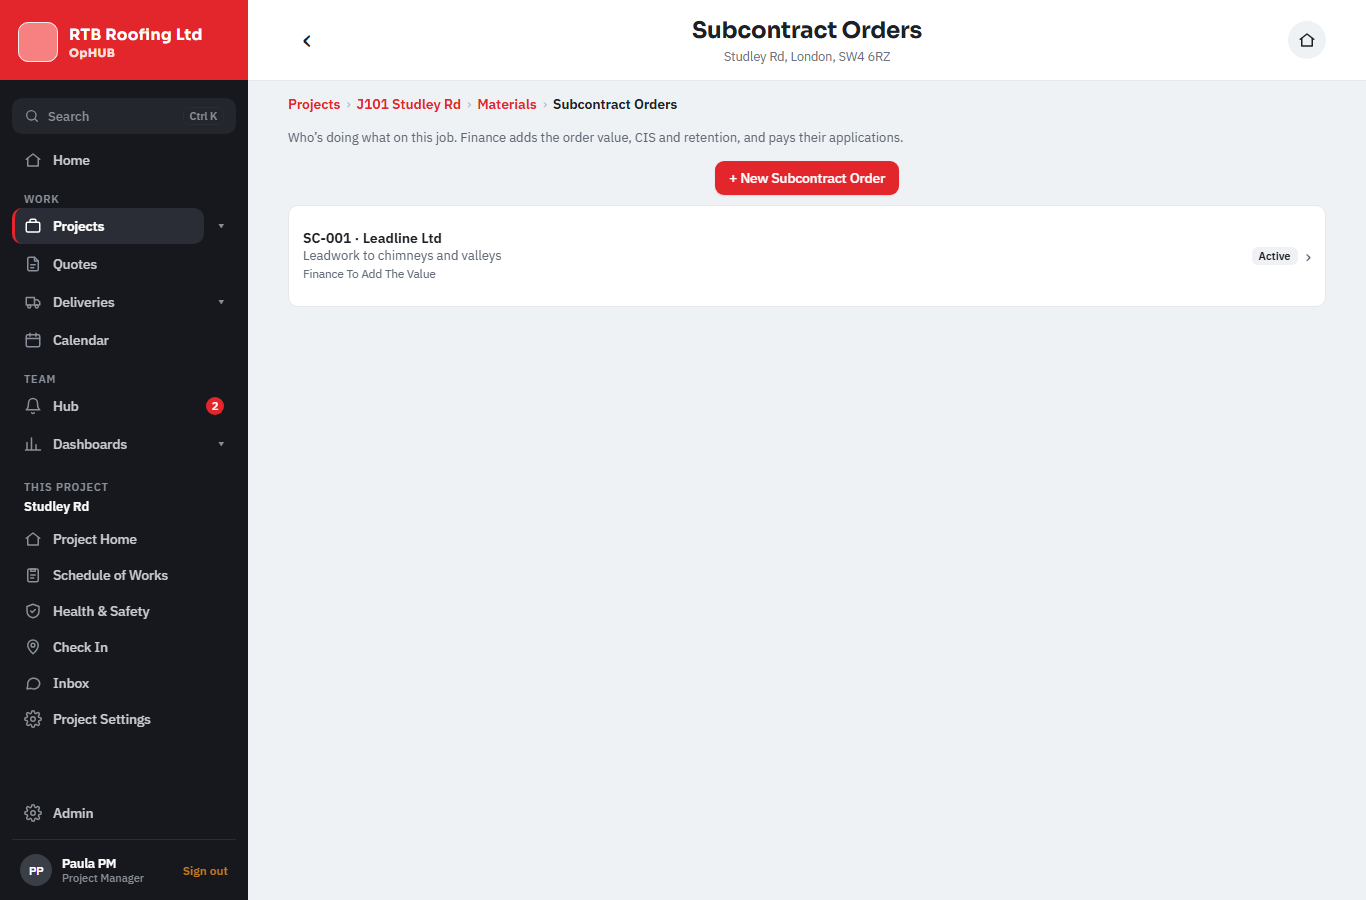 RTB Roofing Ltd
OpHUB
Search
Ctrl K
Home
WORK
Projects
Quotes
Deliveries
Calendar
TEAM
Hub
2
Dashboards
THIS PROJECT
Studley Rd
Project Home
Schedule of Works
Health & Safety
Check In
Inbox
Project Settings
Admin
PP
Paula PM
Project Manager
Sign out
Subcontract Orders
Studley Rd, London, SW4 6RZ
Projects › J101 Studley Rd › Materials › Subcontract Orders
Who’s doing what on this job. Finance adds the order value, CIS and retention, and pays their applications.
+ New Subcontract Order
SC-001 · Leadline Ltd
Leadwork to chimneys and valleys
Finance To Add The Value
Active ›